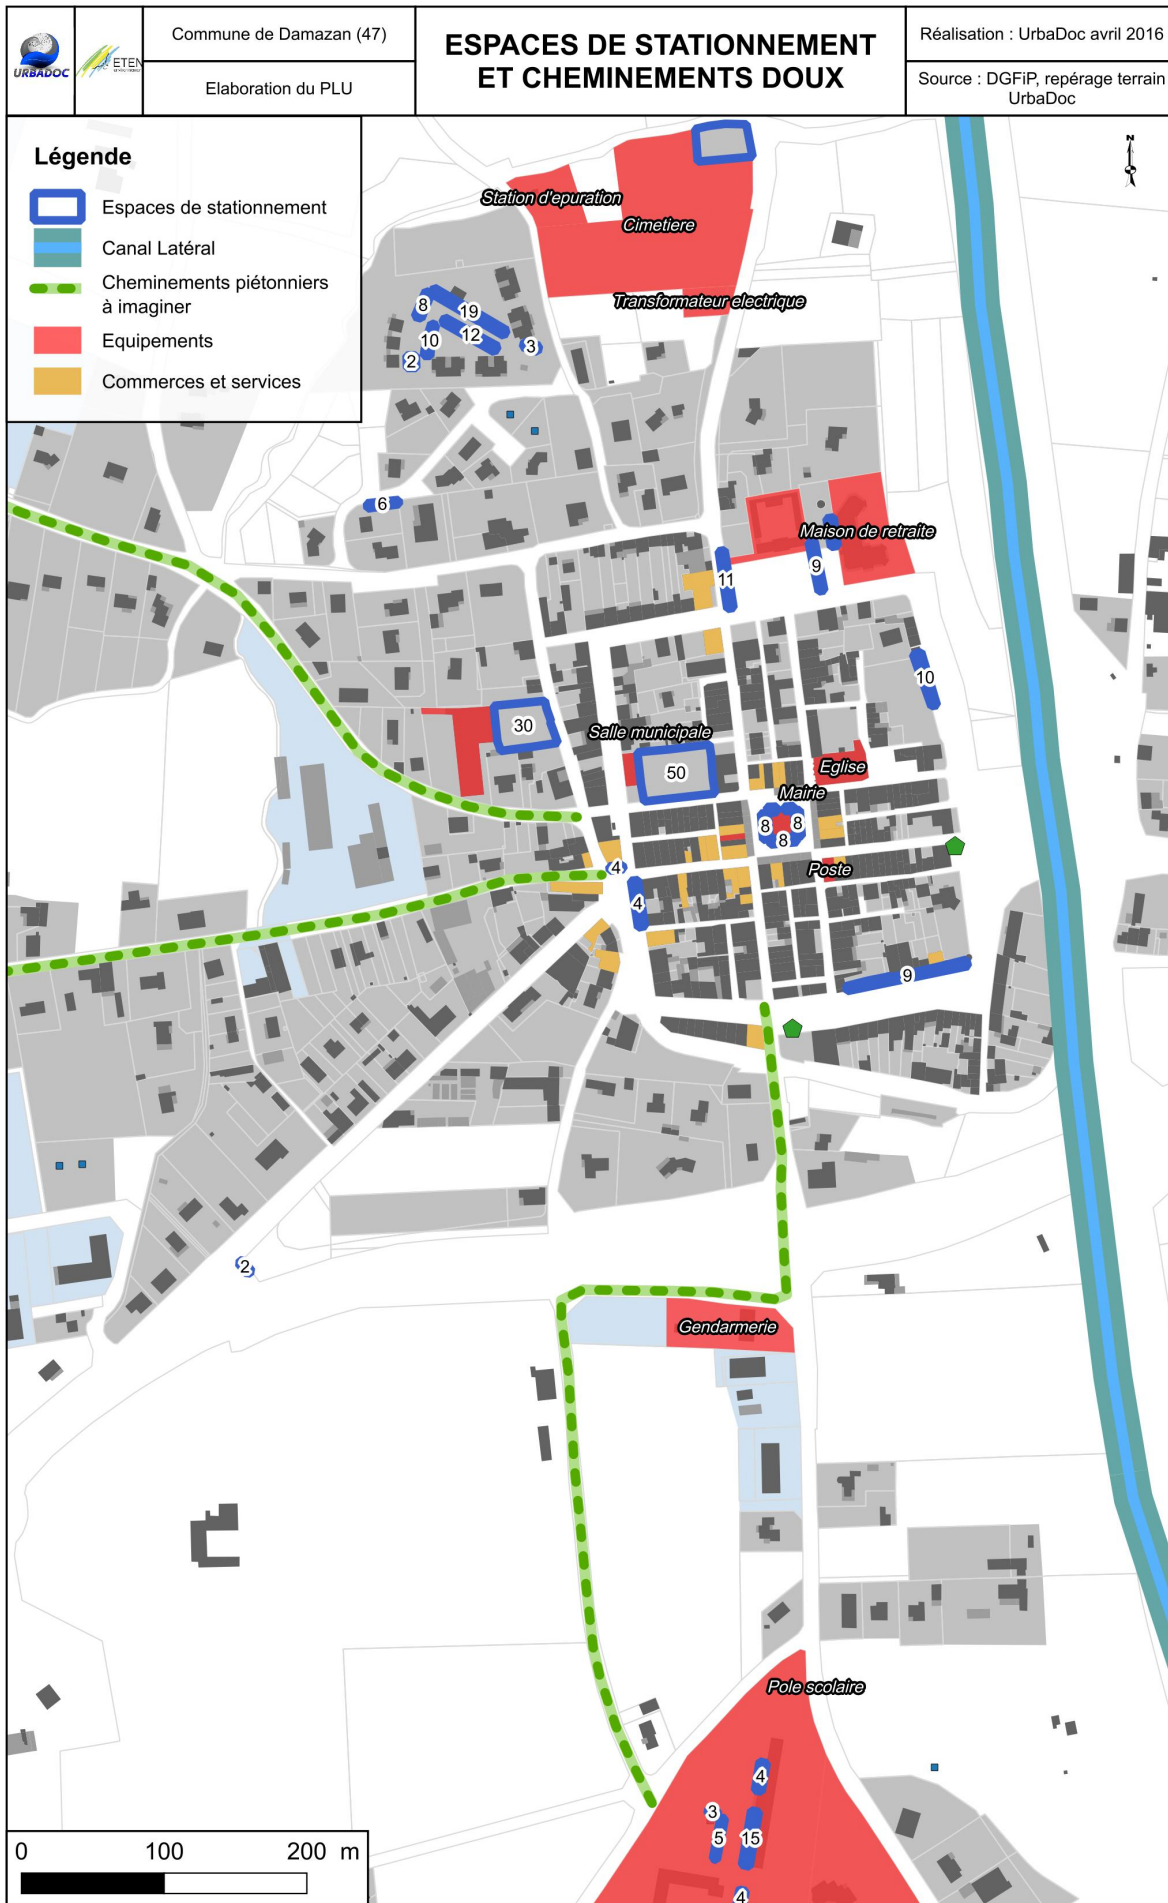 URBADOC
ETEN
Commune de Damazan (47)
Elaboration du PLU
ESPACES DE STATIONNEMENT
ET CHEMINEMENTS DOUX
Réalisation : UrbaDoc avril 2016
Source : DGFiP, repérage terrain
UrbaDoc
Légende
Espaces de stationnement
Canal Latéral
Cheminements piétonniers
à imaginer
Equipements
Commerces et services
N
Station d'epuration
Cimetiere
Transformateur electrique
8
19
12
10
3
2
6
Maison de retraite
11
9
10
30
Salle municipale
50
Eglise
Mairie
8
8
8
4
Poste
4
9
2
Gendarmerie
Pole scolaire
4
3
5
15
4
0 100 200 m